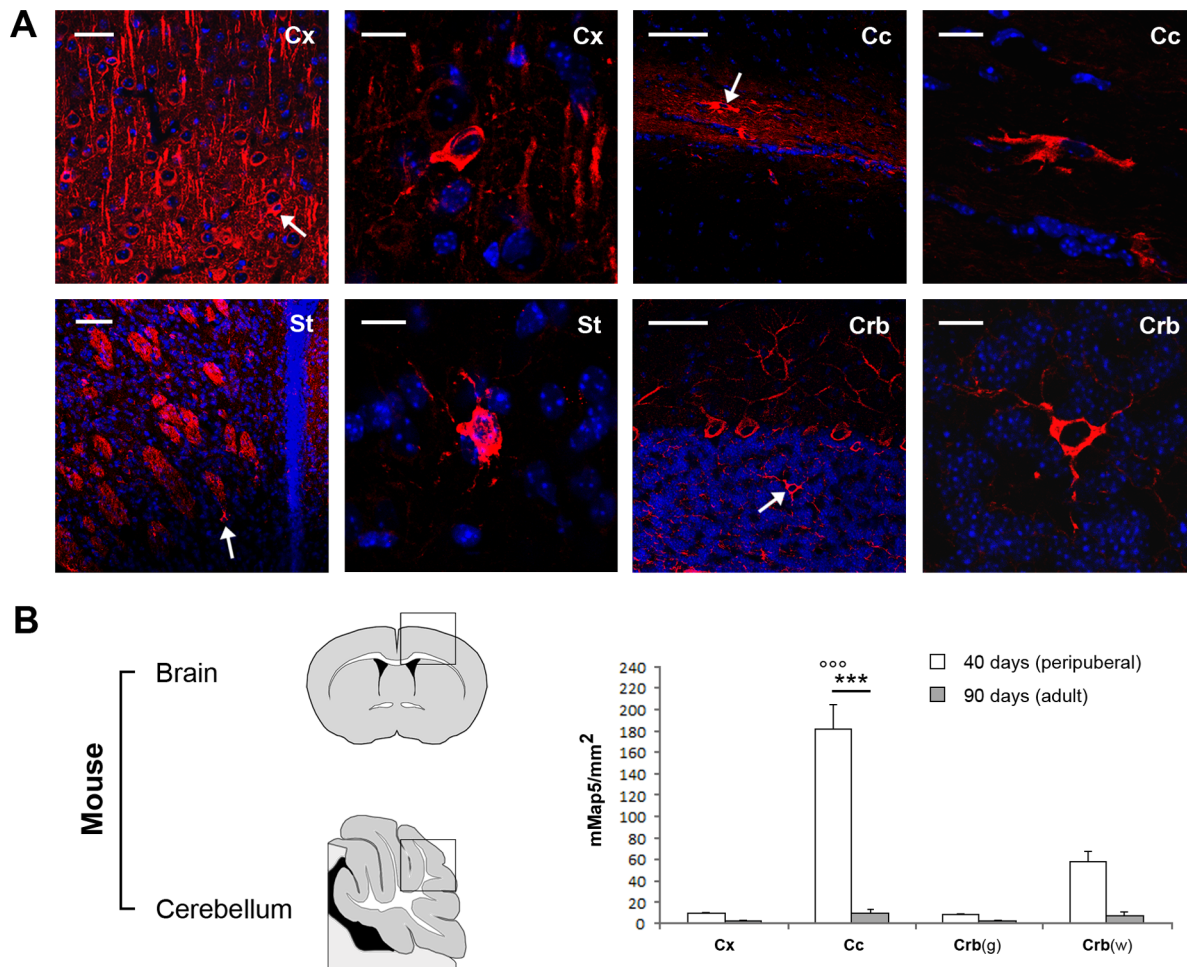 A
Cx
Cx
Cc
Cc
St
St
Crb
Crb
B
Mouse
Brain
Cerebellum
mMap5/mm2
240
220
200
180
160
140
120
100
80
60
40
20
0
°°°
***
40 days (peripuberal)
90 days (adult)
Cx
Cc
Crb(g)
Crb(w)